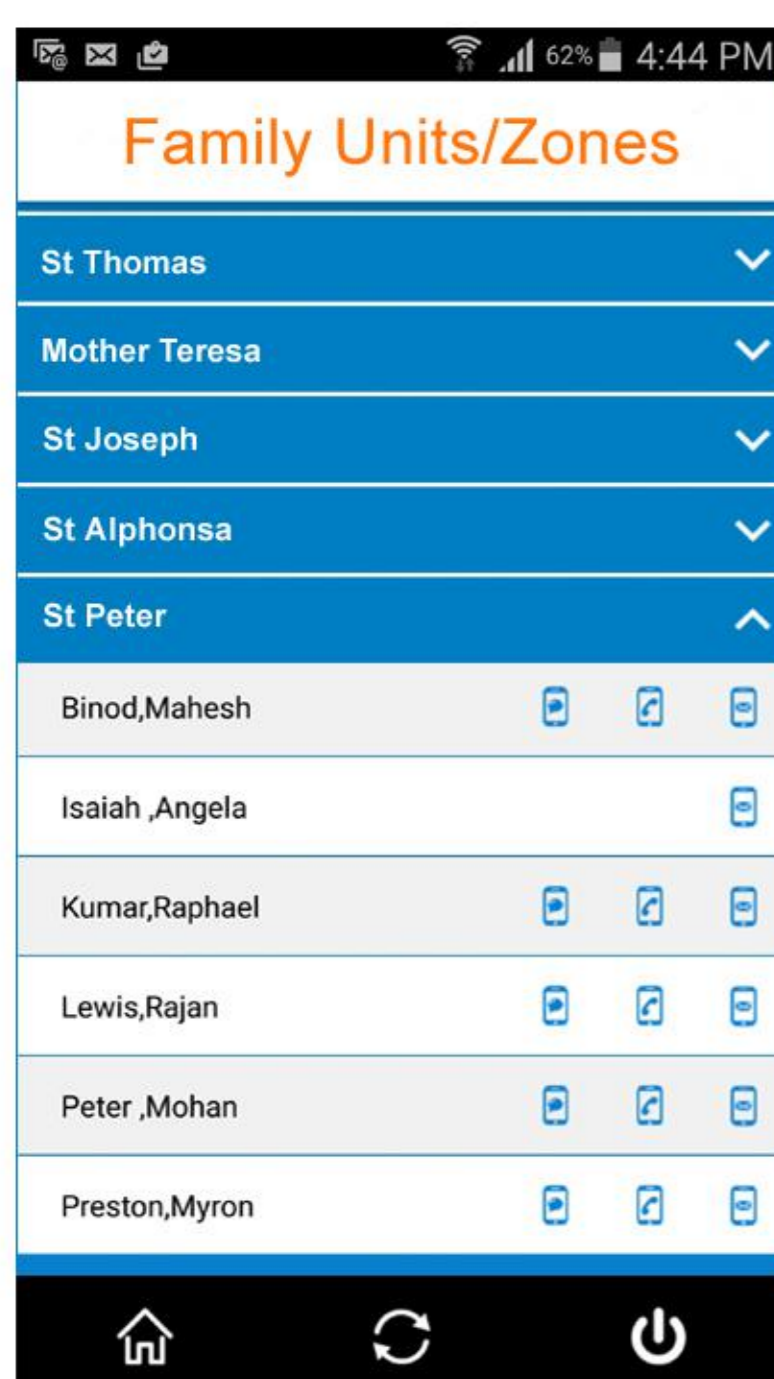 62% 4:44 PM
Family Units/Zones
St Thomas
Mother Teresa
St Joseph
St Alphonsa
St Peter
Binod,Mahesh
Isaiah ,Angela
Kumar,Raphael
Lewis,Rajan
Peter ,Mohan
Preston,Myron